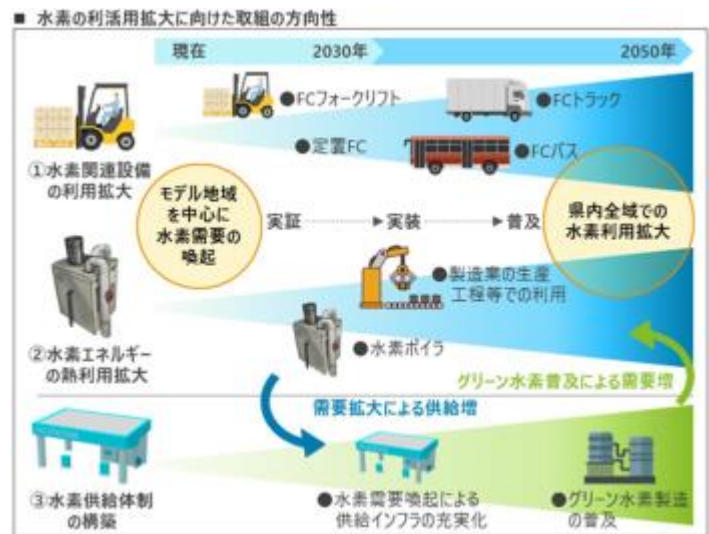 ■ 水素の利活用拡大に向けた取組の方向性
現在
2030年
2050年
●FCフォークリフト
●FCトラック
●定置FC
●FCバス
①水素関連設備
の利用拡大
モデル地域
を中心に
水素需要の
喚起
実証
実装
普及
県内全域での
水素利用拡大
●製造業の生産
工程等での利用
●水素ボイラ
②水素エネルギー
の熱利用拡大
グリーン水素普及による需要増
需要拡大による供給増
③水素供給体制
の構築
●水素需要喚起による
供給インフラの充実化
●グリーン水素製造
の普及